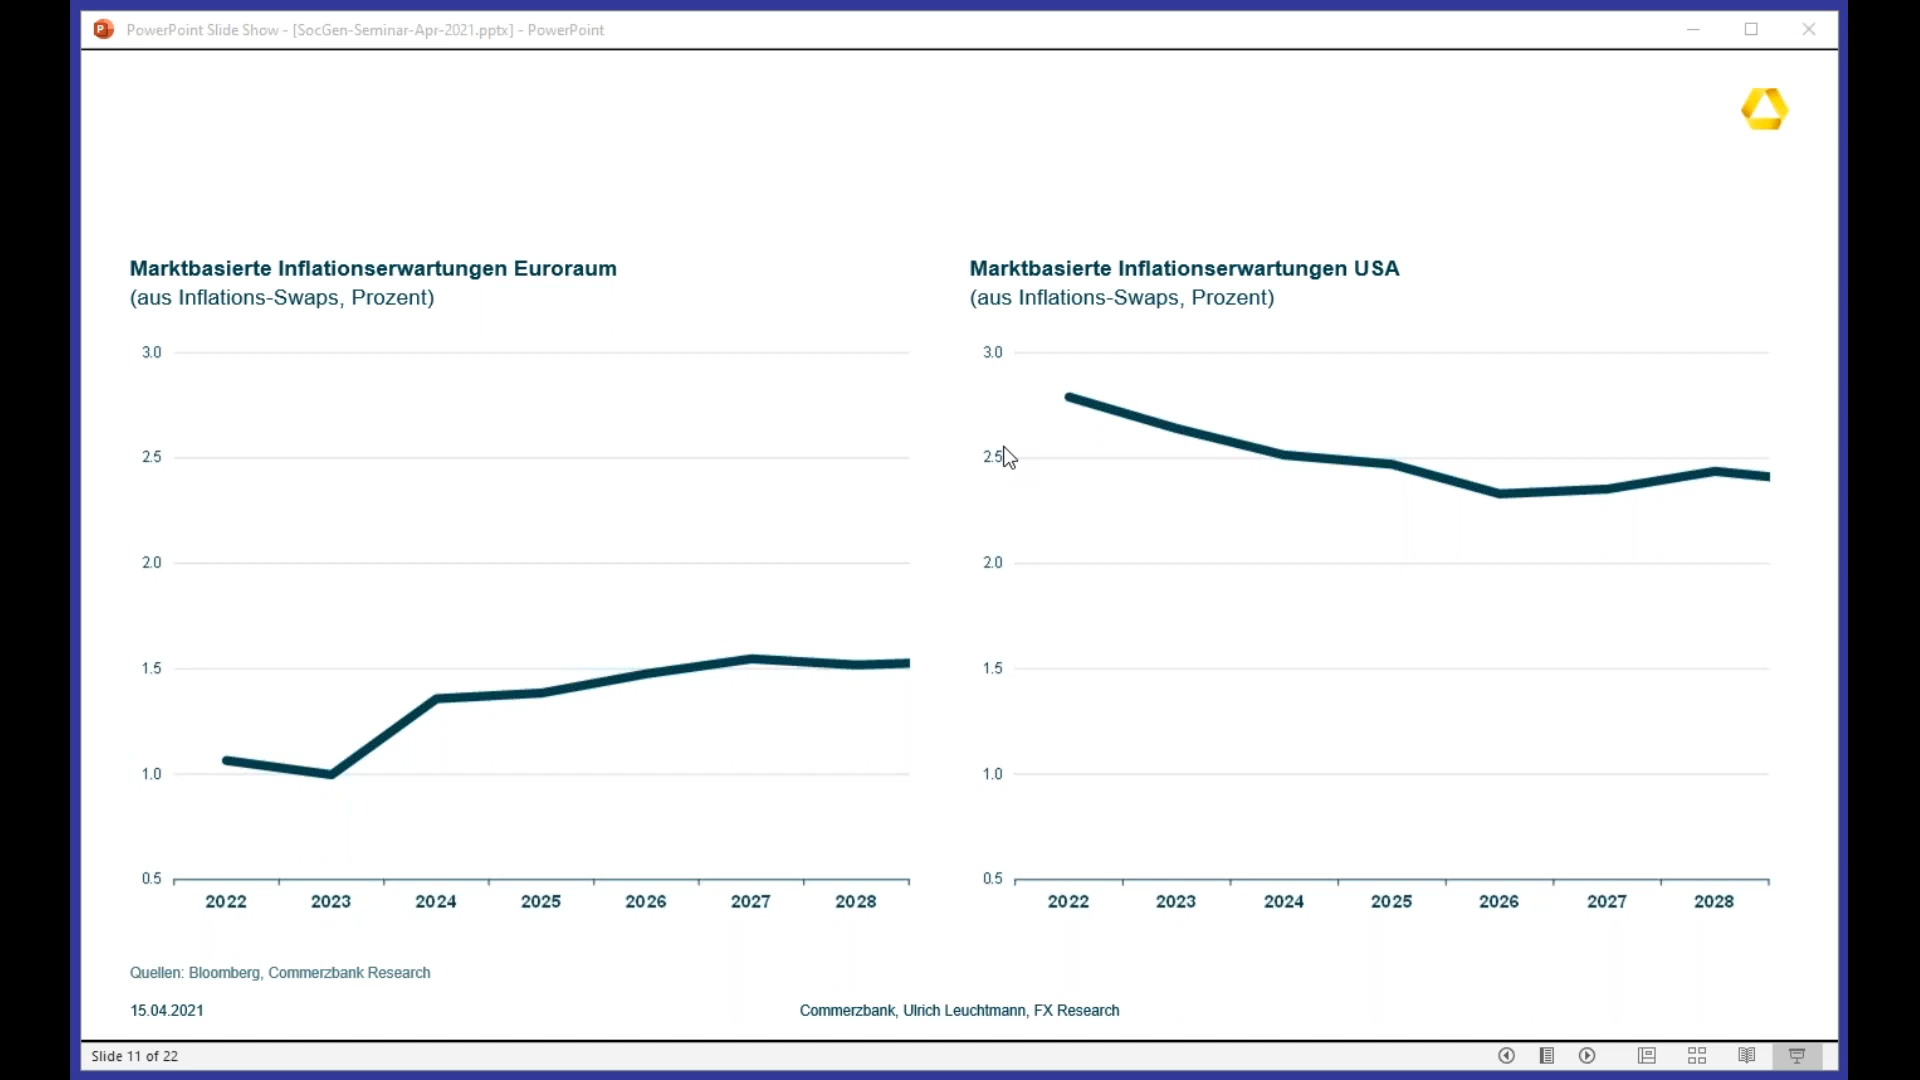 PowerPoint Slide Show - [SocGen-Seminar-Apr-2021.pptx] - PowerPoint
Marktbasierte Inflationserwartungen Euroraum
(aus Inflations-Swaps, Prozent)
3.0
2.5
2.0
1.5
1.0
0.5
2022 2023 2024 2025 2026 2027 2028
Marktbasierte Inflationserwartungen USA
(aus Inflations-Swaps, Prozent)
3.0
2.5
2.0
1.5
1.0
0.5
2022 2023 2024 2025 2026 2027 2028
Quellen: Bloomberg, Commerzbank Research
15.04.2021
Commerzbank, Ulrich Leuchtmann, FX Research
Slide 11 of 22